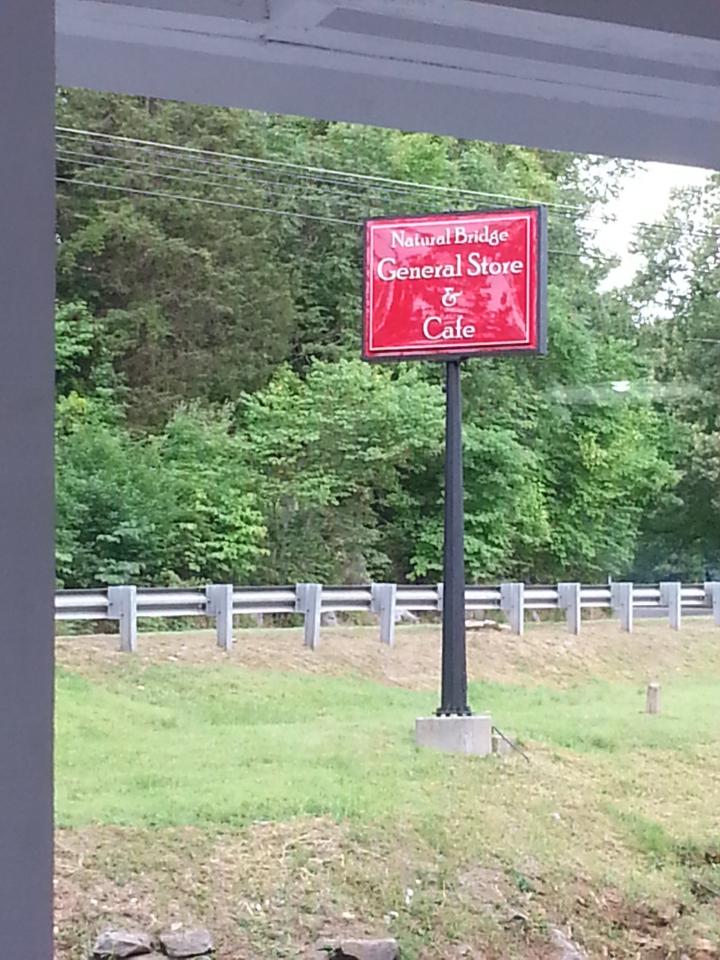 Natural Bridge
General Store
&
Cafe